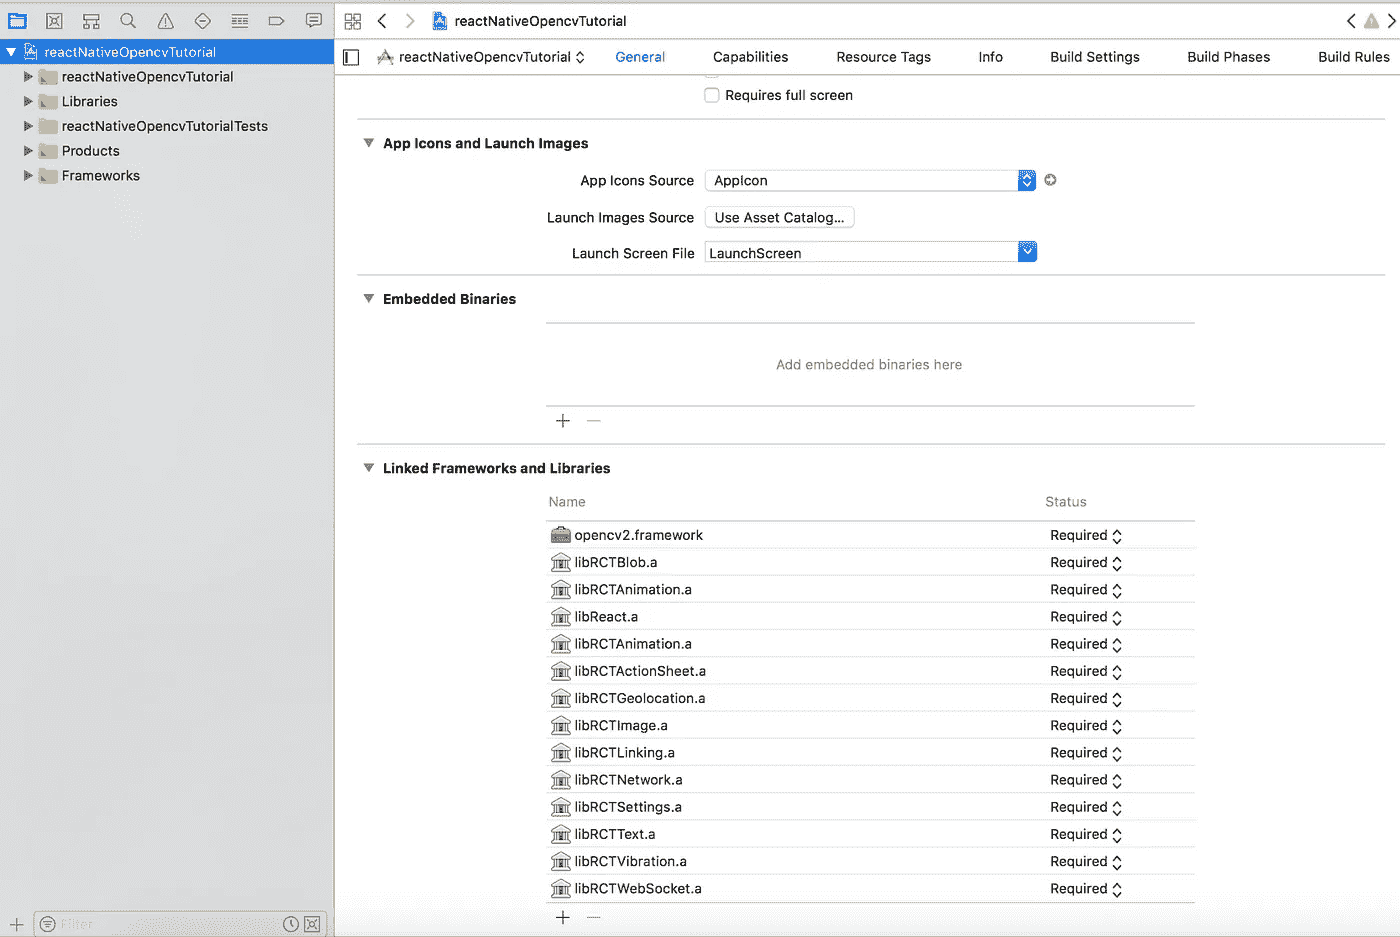 reactNativeOpencvTutorial
reactNativeOpencvTutorial
reactNativeOpencvTutorial
Libraries
reactNativeOpencvTutorialTests
Products
Frameworks
Filter
reactNativeOpencvTutorial General Capabilities Resource Tags Info Build Settings Build Phases Build Rules
Requires full screen
App Icons and Launch Images
App Icons Source AppIcon
Launch Images Source Use Asset Catalog...
Launch Screen File LaunchScreen
Embedded Binaries
Add embedded binaries here
Linked Frameworks and Libraries
Name Status
opencv2.framework Required
libRCTBlob.a Required
libRCTAnimation.a Required
libReact.a Required
libRCTAnimation.a Required
libRCTActionSheet.a Required
libRCTGeolocation.a Required
libRCTImage.a Required
libRCTLinking.a Required
libRCTNetwork.a Required
libRCTSettings.a Required
libRCTText.a Required
libRCTVibration.a Required
libRCTWebSocket.a Required